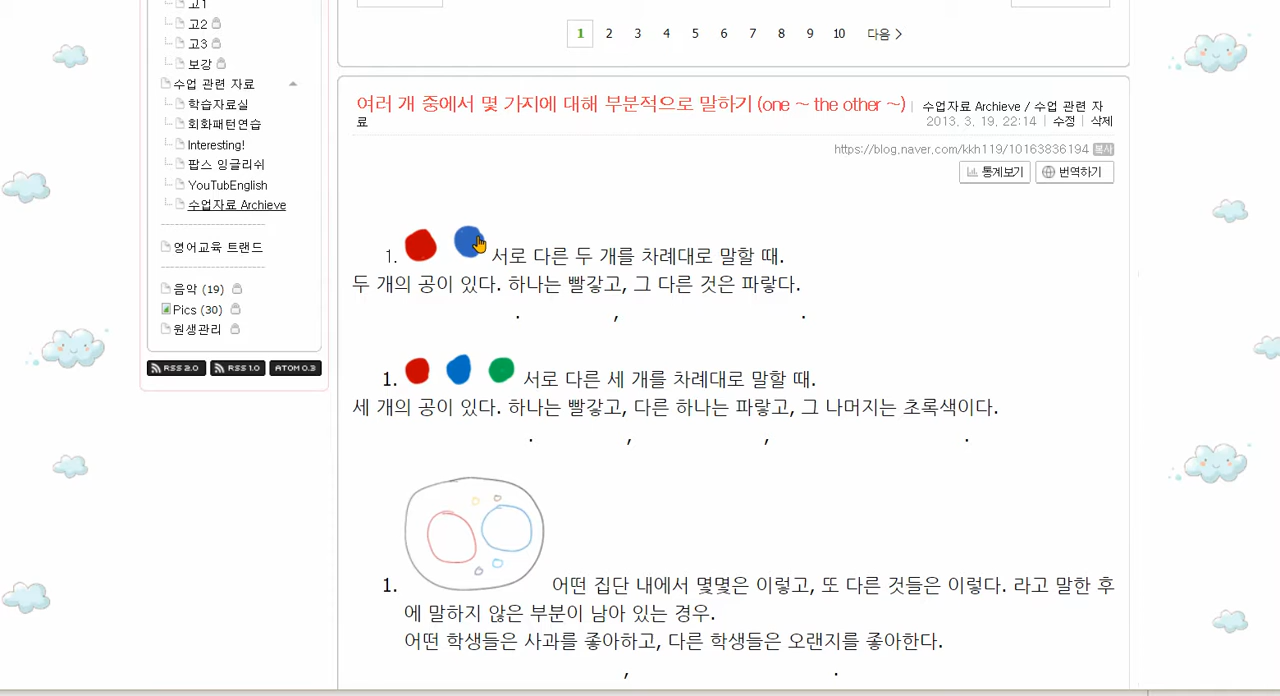 고1
고2
고3
보강
수업 관련 자료
학습자료실
회화패턴연습
Interesting!
팝스 잉글리쉬
YouTubEnglish
수업자료 Archieve
영어교육 트랜드
음악 (19)
Pics (30)
원생관리
RSS 2.0 RSS 1.0 ATOM 0.3
1 2 3 4 5 6 7 8 9 10 다음 >
여러 개 중에서 몇 가지에 대해 부분적으로 말하기 (one ~ the other ~) | 수업자료 Archieve / 수업 관련 자
료
2013. 3. 19. 22:14 | 수정 | 삭제
https://blog.naver.com/kkh119/10163836194 복사
통계보기 번역하기
1. 서로 다른 두 개를 차례대로 말할 때.
두 개의 공이 있다. 하나는 빨갛고, 그 다른 것은 파랗다.
. , .
1. 서로 다른 세 개를 차례대로 말할 때.
세 개의 공이 있다. 하나는 빨갛고, 다른 하나는 파랗고, 그 나머지는 초록색이다.
. , , .
1. 어떤 집단 내에서 몇몇은 이렇고, 또 다른 것들은 이렇다. 라고 말한 후
에 말하지 않은 부분이 남아 있는 경우.
어떤 학생들은 사과를 좋아하고, 다른 학생들은 오랜지를 좋아한다.
, .